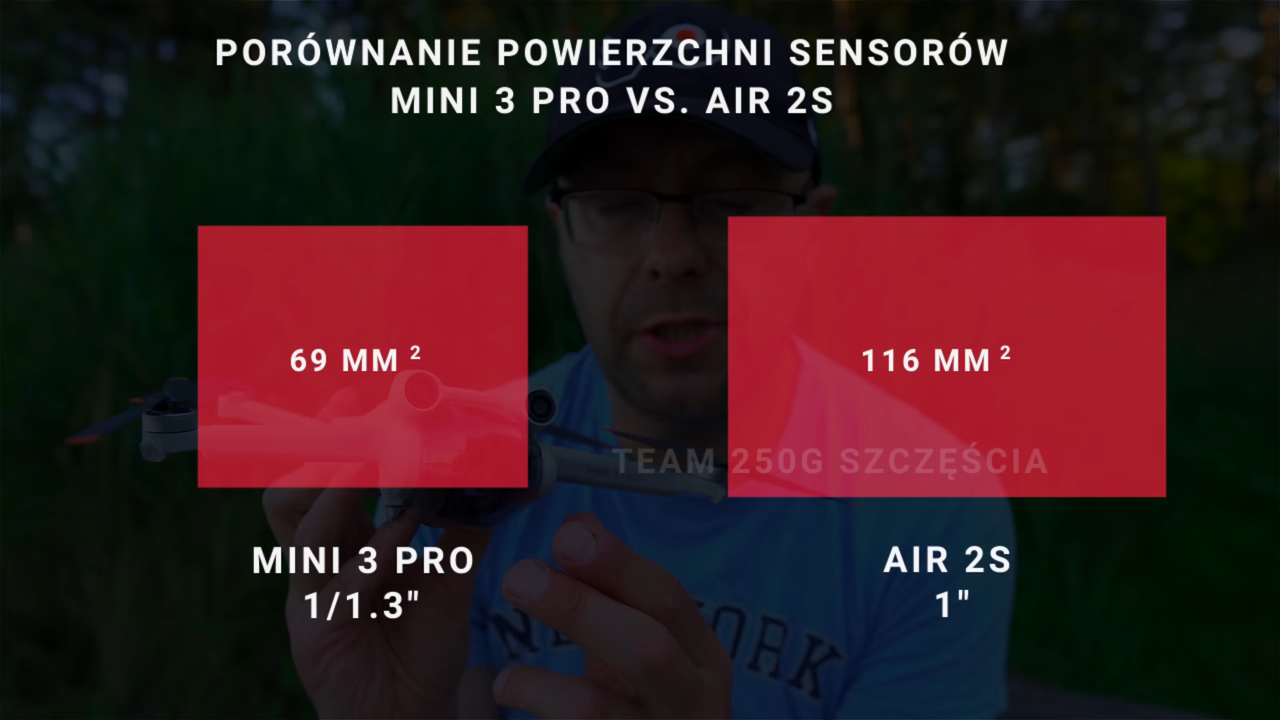 PORÓWNANIE POWIERZCHNI SENSORÓW
MINI 3 PRO VS. AIR 2S
69 MM 2
116 MM 2
TEAM 250G SZCZĘŚCIA
MINI 3 PRO
1/1.3"
AIR 2S
1"